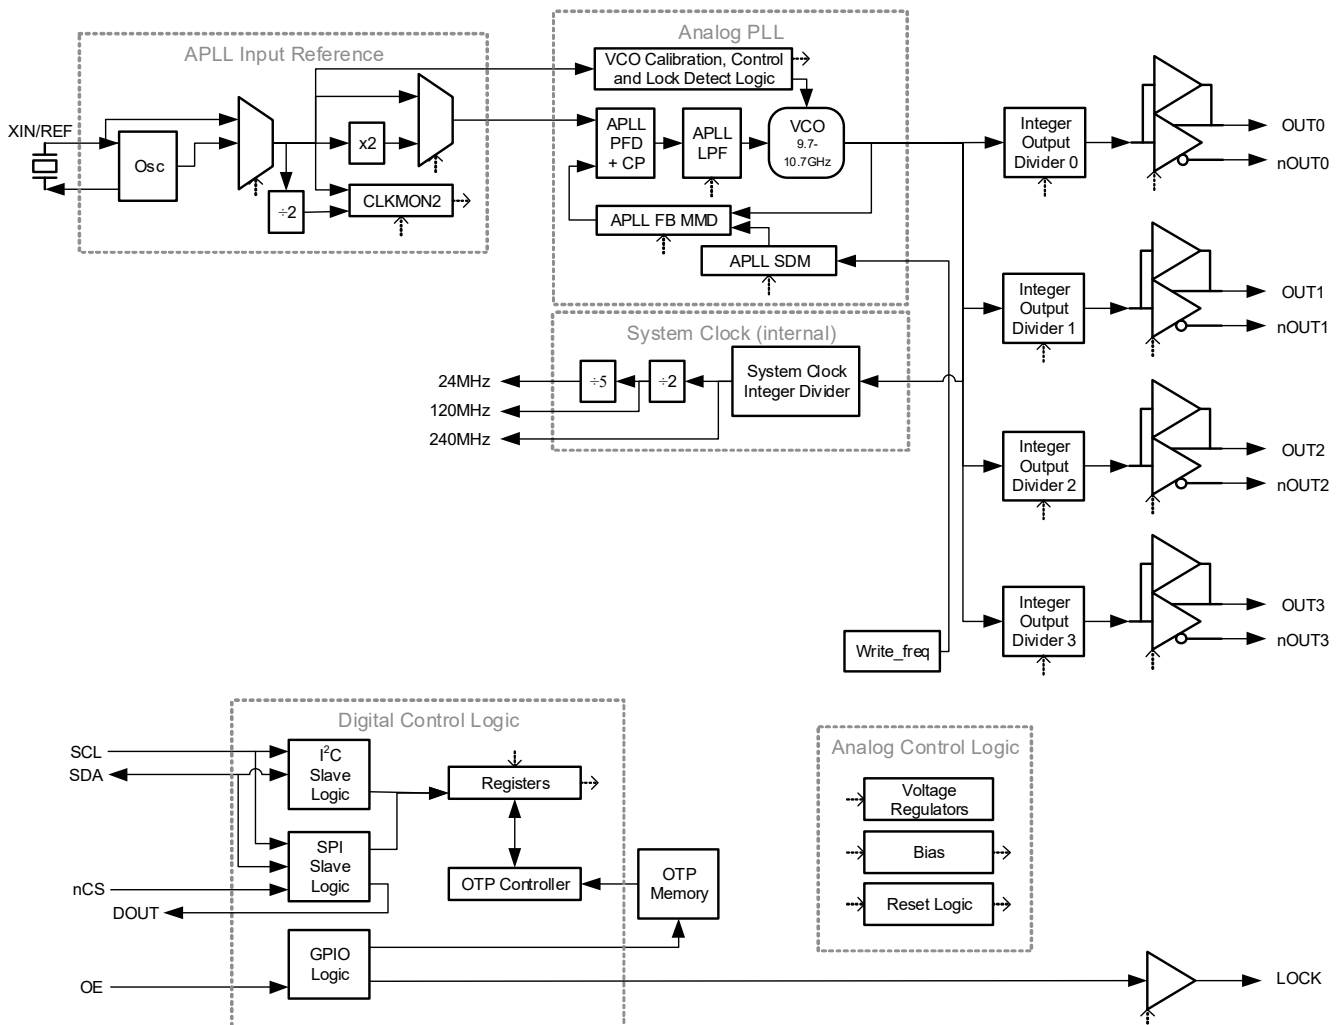 APLL Input Reference
XIN/REF
Osc
x2
÷2
CLKMON2
Analog PLL
VCO Calibration, Control
and Lock Detect Logic
APLL
PFD
+ CP
APLL
LPF
VCO
9.7-
10.7GHz
APLL FB MMD
APLL SDM
System Clock (internal)
24MHz
120MHz
240MHz
÷5
÷2
System Clock
Integer Divider
Integer
Output
Divider 0
OUT0
nOUT0
Integer
Output
Divider 1
OUT1
nOUT1
Integer
Output
Divider 2
OUT2
nOUT2
Integer
Output
Divider 3
OUT3
nOUT3
Write_freq
Digital Control Logic
SCL
SDA
nCS
DOUT
OE
I²C
Slave
Logic
SPI
Slave
Logic
GPIO
Logic
Registers
OTP Controller
OTP
Memory
Analog Control Logic
Voltage
Regulators
Bias
Reset Logic
LOCK